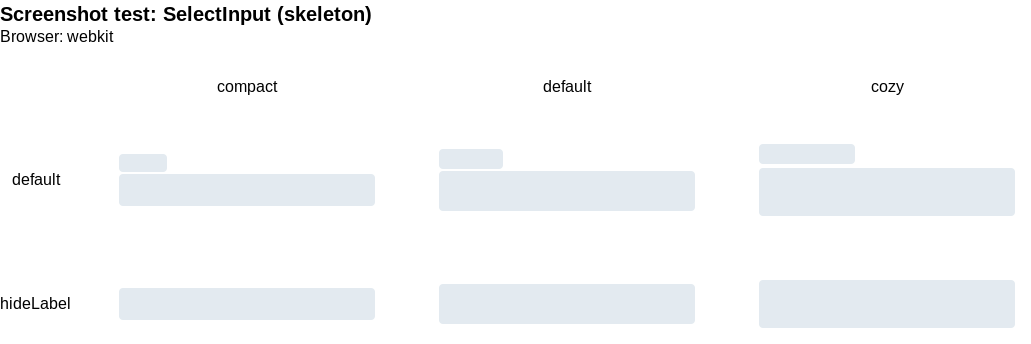 Screenshot test: SelectInput (skeleton)
Browser: webkit
compact default cozy
default
hideLabel